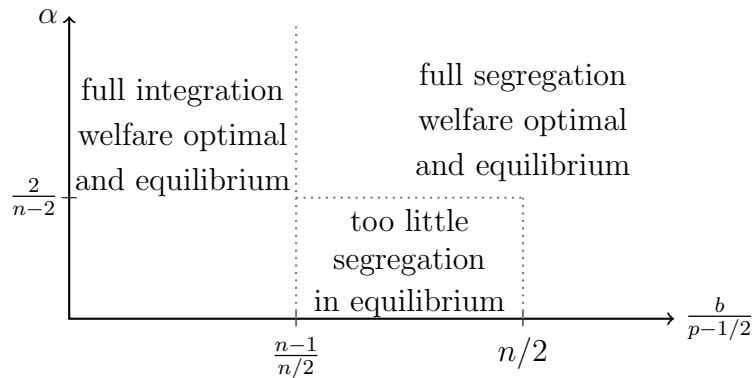 α
full integration
welfare optimal
and equilibrium
full segregation
welfare optimal
and equilibrium
2/(n−2)
too little
segregation
in equilibrium
b/(p−1/2)
(n−1)/(n/2)
n/2